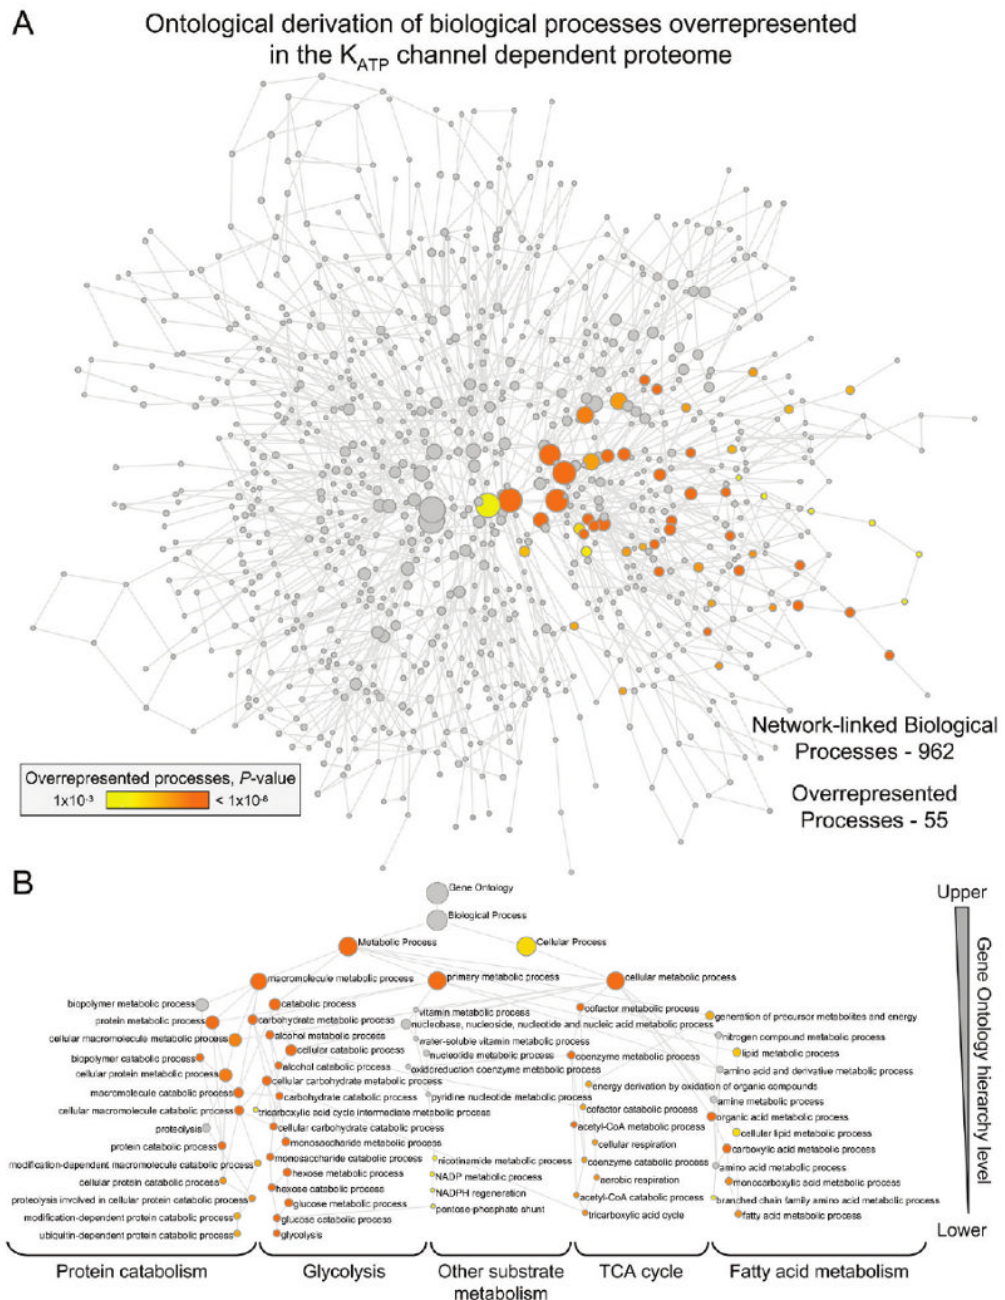 A
Ontological derivation of biological processes overrepresented
in the KATP channel dependent proteome
Network-linked Biological
Processes - 962
Overrepresented processes, P-value
1x10-3 < 1x10-6
Overrepresented
Processes - 55
B
Gene Ontology
Biological Process
Metabolic Process
Cellular Process
macromolecule metabolic process
primary metabolic process
cellular metabolic process
biopolymer metabolic process
protein metabolic process
cellular macromolecule metabolic process
biopolymer catabolic process
cellular protein metabolic process
macromolecule catabolic process
cellular macromolecule catabolic process
proteolysis
protein catabolic process
modification-dependent macromolecule catabolic process
cellular protein catabolic process
proteolysis involved in cellular protein catabolic process
modification-dependent protein catabolic process
ubiquitin-dependent protein catabolic process
catabolic process
carbohydrate metabolic process
alcohol metabolic process
cellular catabolic process
alcohol catabolic process
cellular carbohydrate metabolic process
carbohydrate catabolic process
tricarboxylic acid cycle intermediate metabolic process
cellular carbohydrate catabolic process
monosaccharide metabolic process
monosaccharide catabolic process
hexose metabolic process
hexose catabolic process
glucose metabolic process
glucose catabolic process
glycolysis
vitamin metabolic process
nucleobase, nucleoside, nucleotide and nucleic acid metabolic process
water-soluble vitamin metabolic process
nucleotide metabolic process
oxidoreduction coenzyme metabolic process
pyridine nucleotide metabolic process
nicotinamide metabolic process
NADP metabolic process
NADPH regeneration
pentose-phosphate shunt
cofactor metabolic process
coenzyme metabolic process
energy derivation by oxidation of organic compounds
cofactor catabolic process
acetyl-CoA metabolic process
cellular respiration
coenzyme catabolic process
aerobic respiration
acetyl-CoA catabolic process
tricarboxylic acid cycle
generation of precursor metabolites and energy
nitrogen compound metabolic process
lipid metabolic process
amino acid and derivative metabolic process
amine metabolic process
organic acid metabolic process
cellular lipid metabolic process
carboxylic acid metabolic process
amino acid metabolic process
monocarboxylic acid metabolic process
branched chain family amino acid metabolic process
fatty acid metabolic process
Upper
Gene Ontology hierarchy level
Lower
Protein catabolism
Glycolysis
Other substrate
metabolism
TCA cycle
Fatty acid metabolism